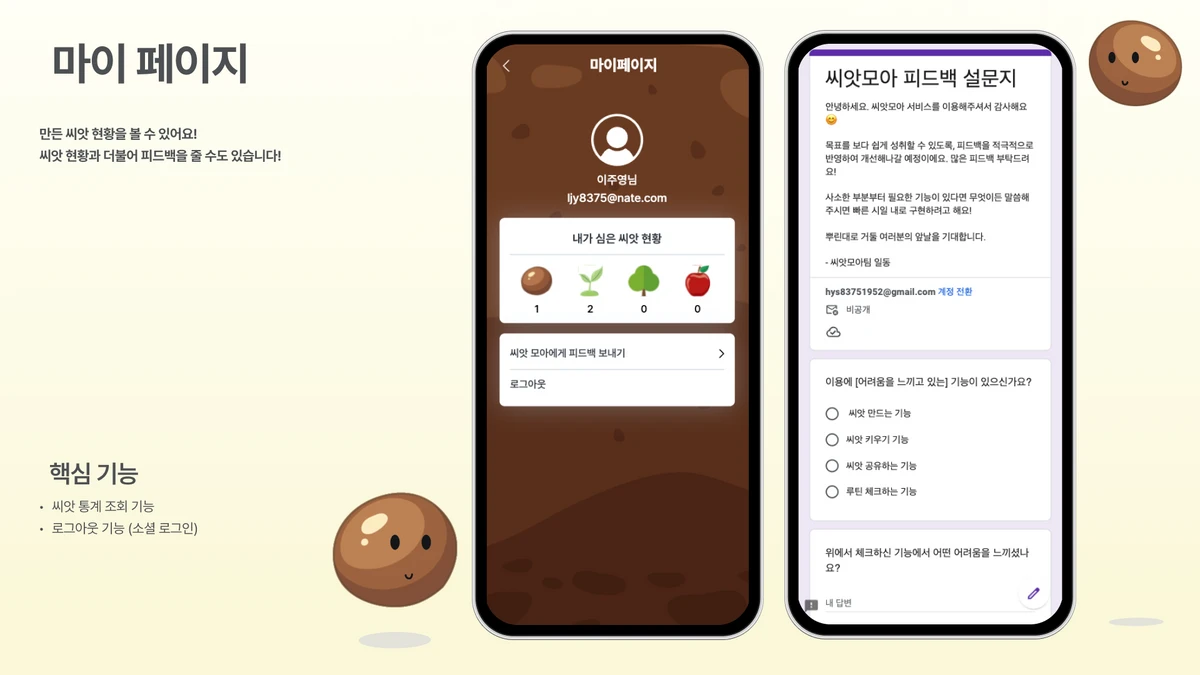 마이 페이지
만든 씨앗 현황을 볼 수 있어요!
씨앗 현황과 더불어 피드백을 줄 수도 있습니다!
핵심 기능
• 씨앗 통계 조회 기능
• 로그아웃 기능 (소셜 로그인)
마이페이지
이주영님
ljy8375@nate.com
내가 심은 씨앗 현황
1 2 0 0
씨앗 모아에게 피드백 보내기
로그아웃
씨앗모아 피드백 설문지
안녕하세요. 씨앗모아 서비스를 이용해주셔서 감사해요
😊
목표를 보다 쉽게 성취할 수 있도록, 피드백을 적극적으로
반영하여 개선해나갈 예정이에요. 많은 피드백 부탁드려
요!
사소한 부분부터 필요한 기능이 있다면 무엇이든 말씀해
주시면 빠른 시일 내로 구현하려고 해요!
뿌린대로 거둘 여러분의 앞날을 기대합니다.
- 씨앗모아팀 일동
hys83751952@gmail.com 계정 전환
비공개
이용에 [어려움을 느끼고 있는] 기능이 있으신가요?
씨앗 만드는 기능
씨앗 키우기 기능
씨앗 공유하는 기능
루틴 체크하는 기능
위에서 체크하신 기능에서 어떤 어려움을 느끼셨나
요?
내 답변